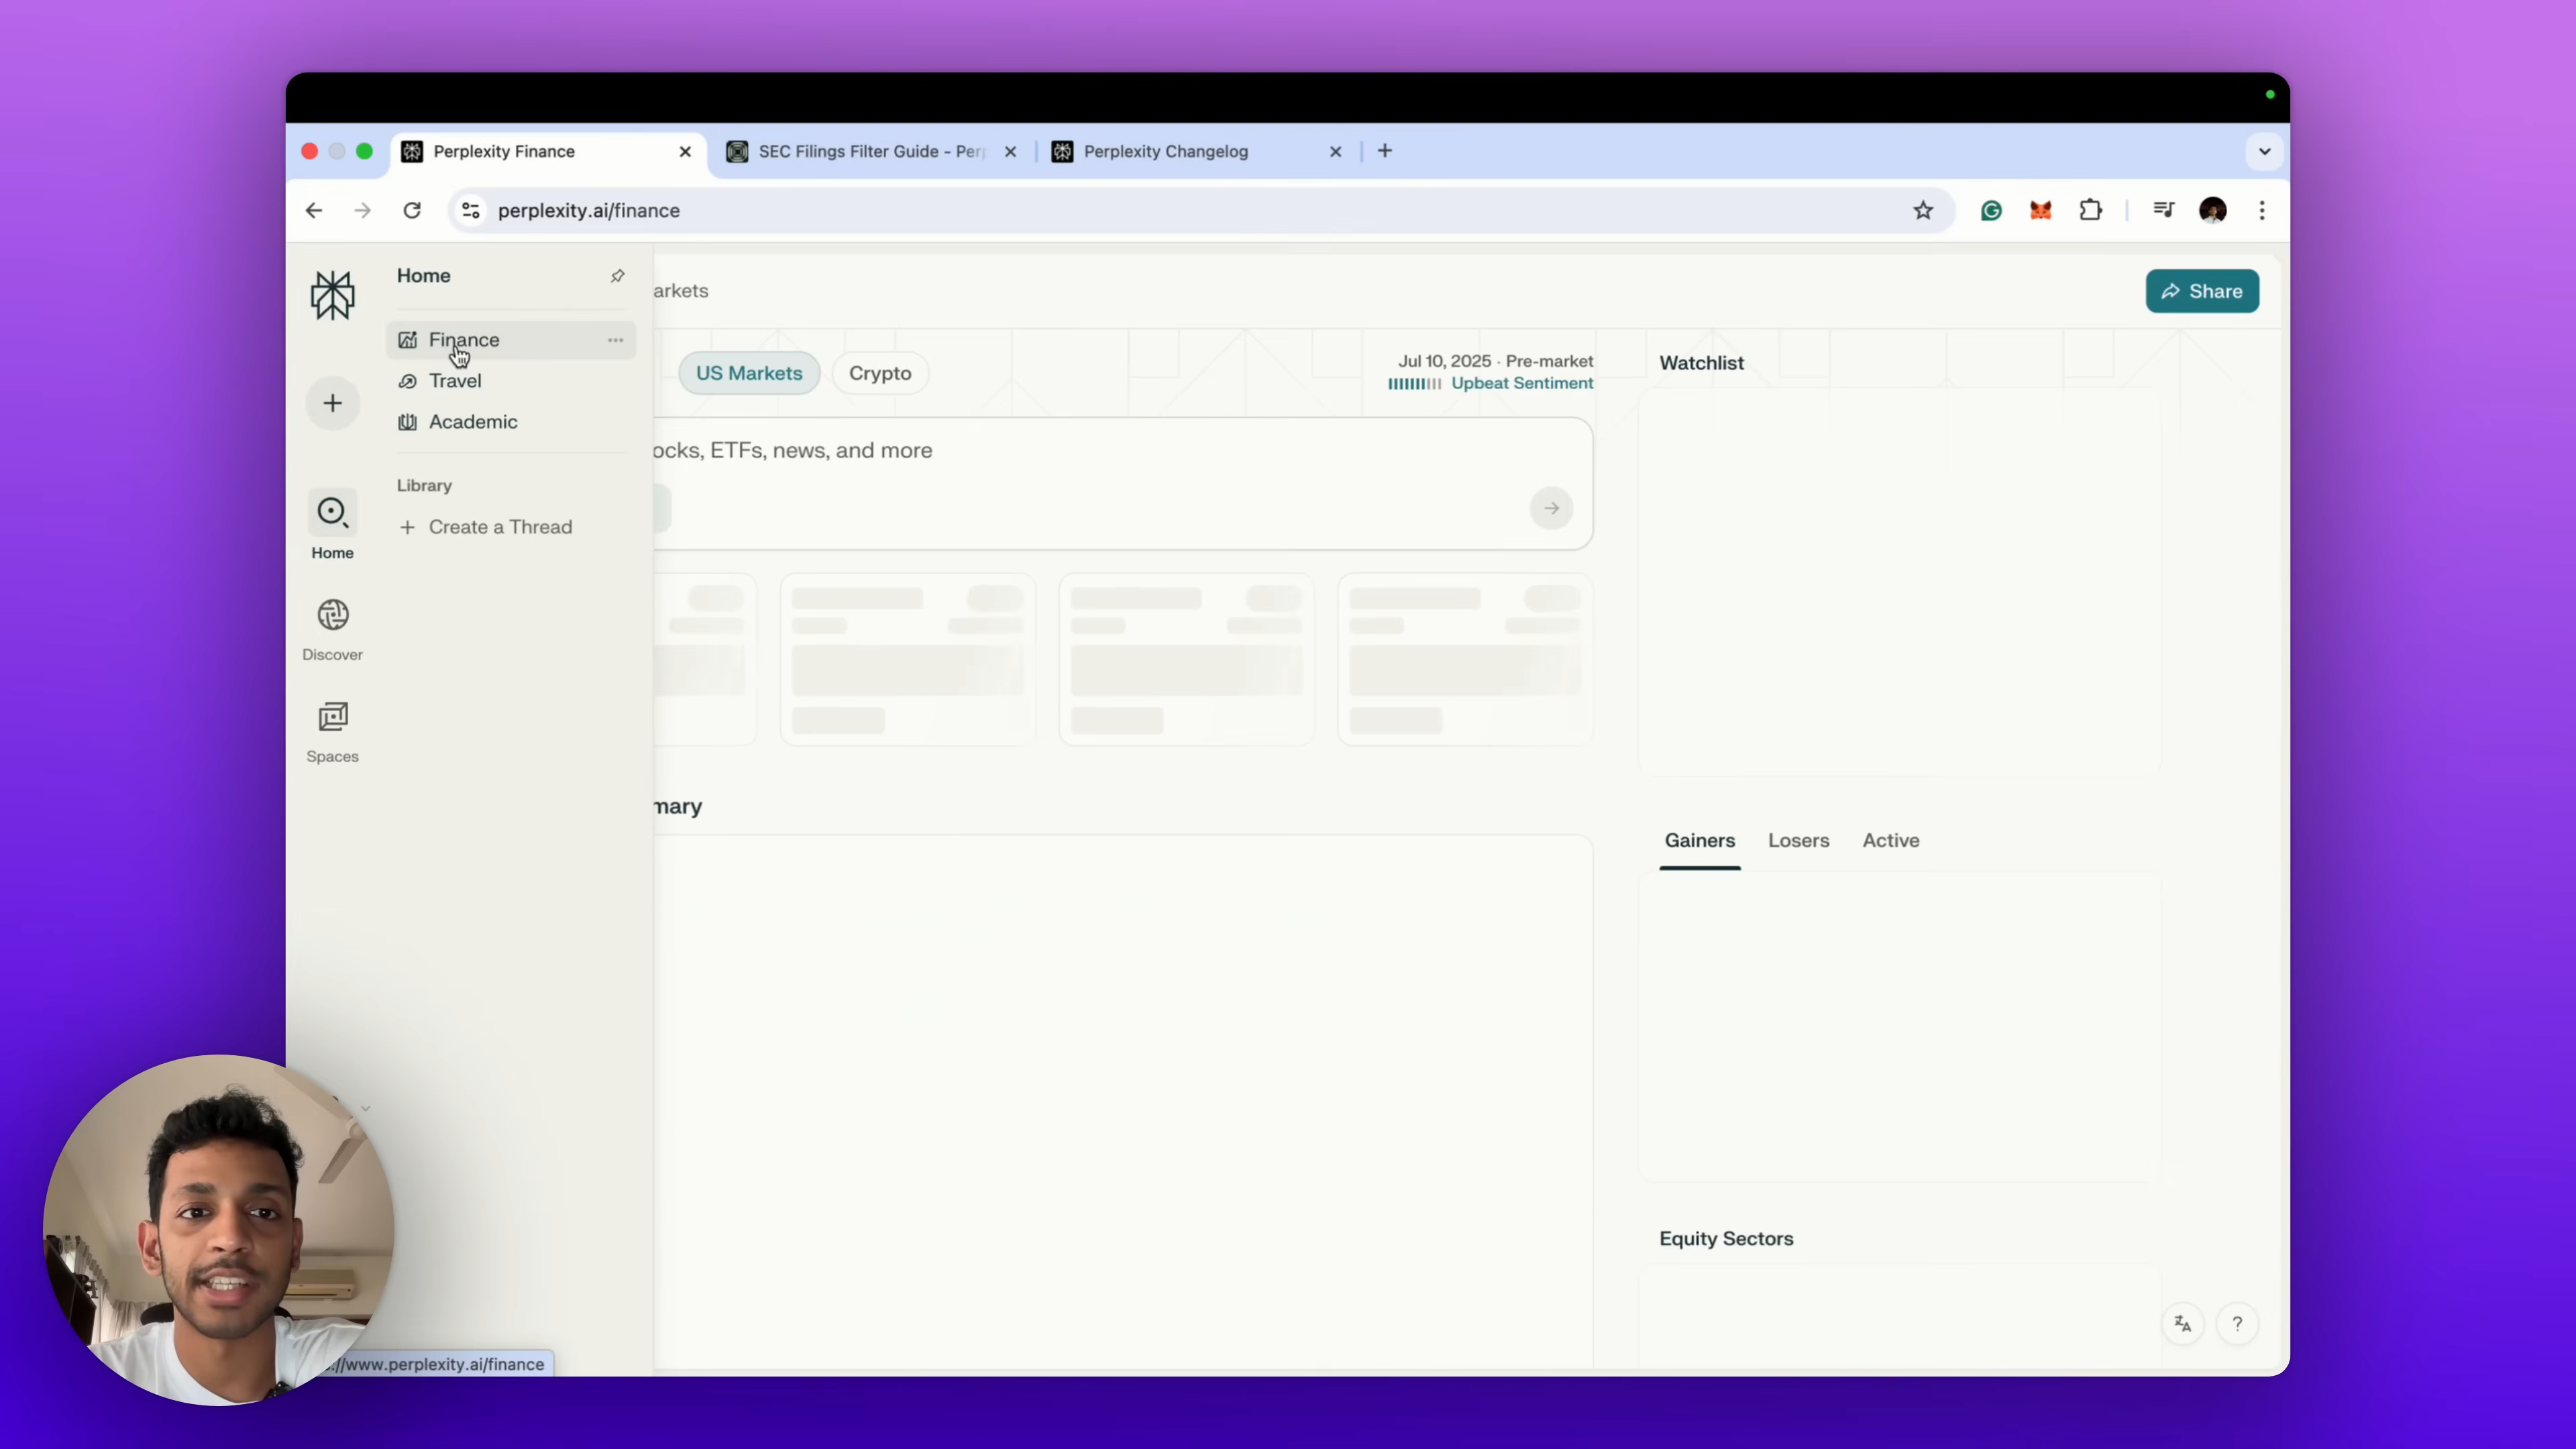 Perplexity Finance
SEC Filings Filter Guide - Perp
Perplexity Changelog
perplexity.ai/finance
Home
Finance
Travel
Academic
Library
Create a Thread
Home
Discover
Spaces
arkets
Share
US Markets
Crypto
Jul 10, 2025 · Pre-market
Upbeat Sentiment
ocks, ETFs, news, and more
mary
Watchlist
Gainers
Losers
Active
Equity Sectors
?
://www.perplexity.ai/finance